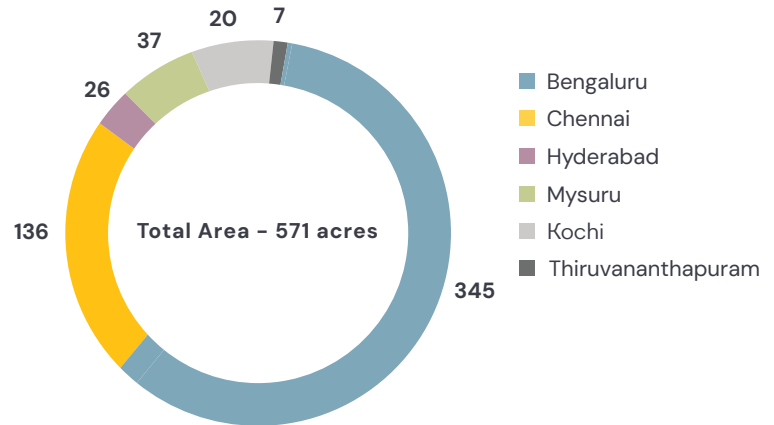 20
7
37
26
136
Total Area - 571 acres
345
Bengaluru
Chennai
Hyderabad
Mysuru
Kochi
Thiruvananthapuram